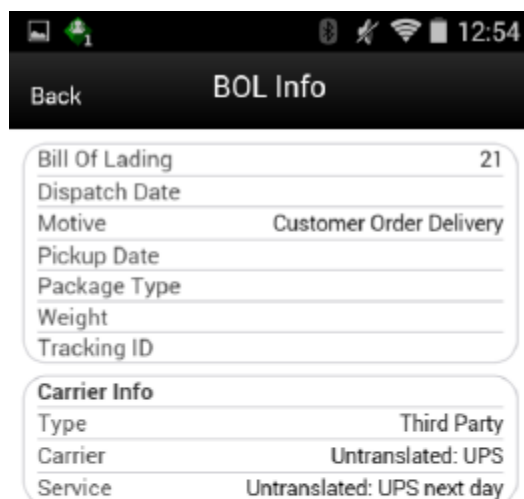 1
12:54
Back
BOL Info
Bill Of Lading 21
Dispatch Date
Motive Customer Order Delivery
Pickup Date
Package Type
Weight
Tracking ID
Carrier Info
Type Third Party
Carrier Untranslated: UPS
Service Untranslated: UPS next day